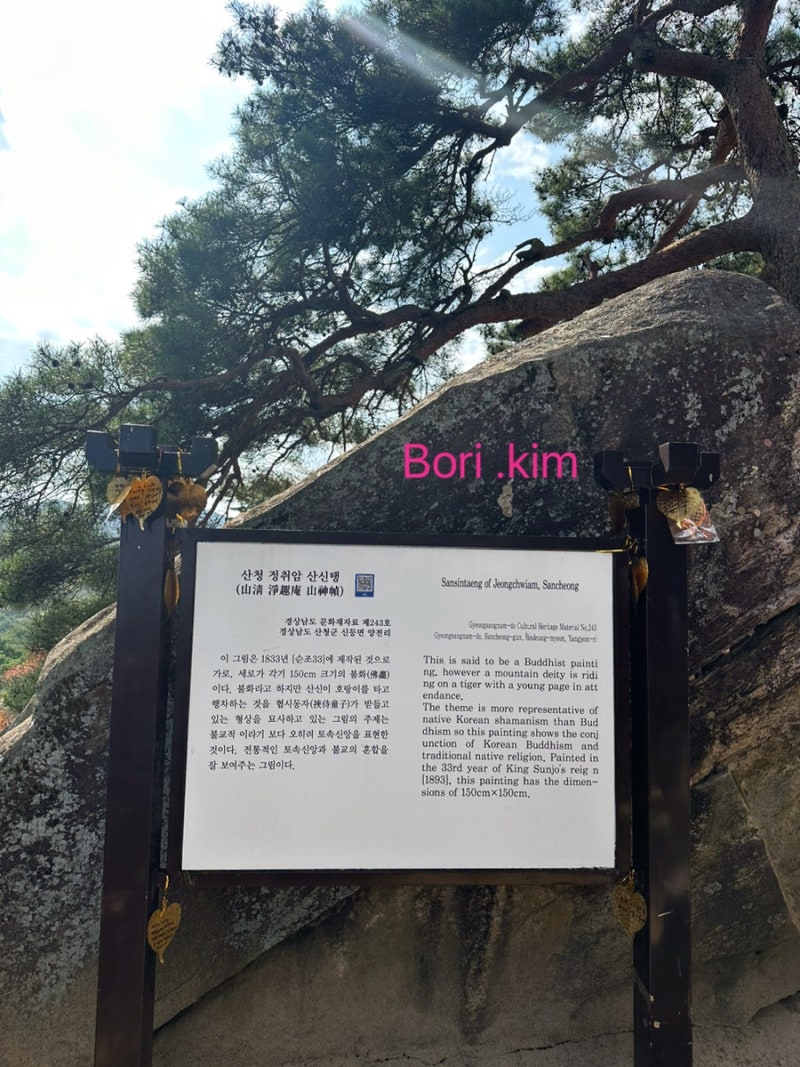 Bori .kim
산청 정취암 산신탱
(山淸 淨趣庵 山神幀)
경상남도 문화재자료 제243호
경상남도 산청군 신등면 양전리
이 그림은 1833년 [순조33]에 제작된 것으로
가로, 세로가 각기 150cm 크기의 불화(佛畵)
이다. 불화라고 하지만 산신이 호랑이를 타고
행차하는 것을 협시동자(挾侍童子)가 받들고
있는 형상을 묘사하고 있는 그림의 주제는
불교적 이라기 보다 오히려 토속신앙을 표현한
것이다. 전통적인 토속신앙과 불교의 혼합을
잘 보여주는 그림이다.
Sansintaeng of Jeongchwiam, Sancheong
Gyeongsangnam-do Cultural Heritage Material No.243
Gyeongsangnam-do, Sancheong-gun, Sindeung-myeon, Yangjeon-ri
This is said to be a Buddhist painti
ng, however a mountain deity is ridi
ng on a tiger with a young page in att
endance.
The theme is more representative of
native Korean shamanism than Bud
dhism so this painting shows the conj
unction of Korean Buddhism and
traditional native religion. Painted in
the 33rd year of King Sunjo's reig n
[1893], this painting has the dimen-
sions of 150cm×150cm.